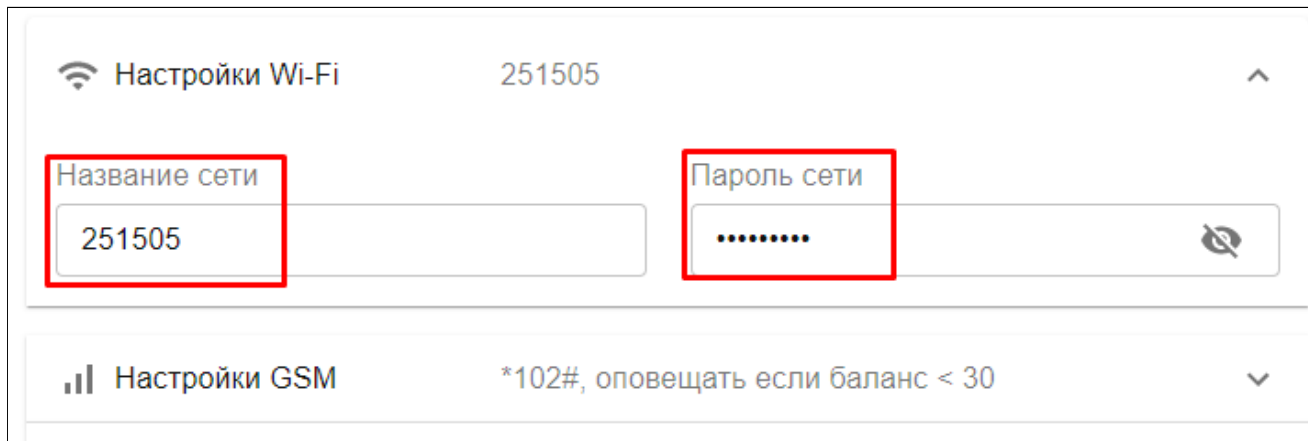 Настройки Wi-Fi 251505
Название сети Пароль сети
251505 •••••••••
Настройки GSM *102#, оповещать если баланс < 30